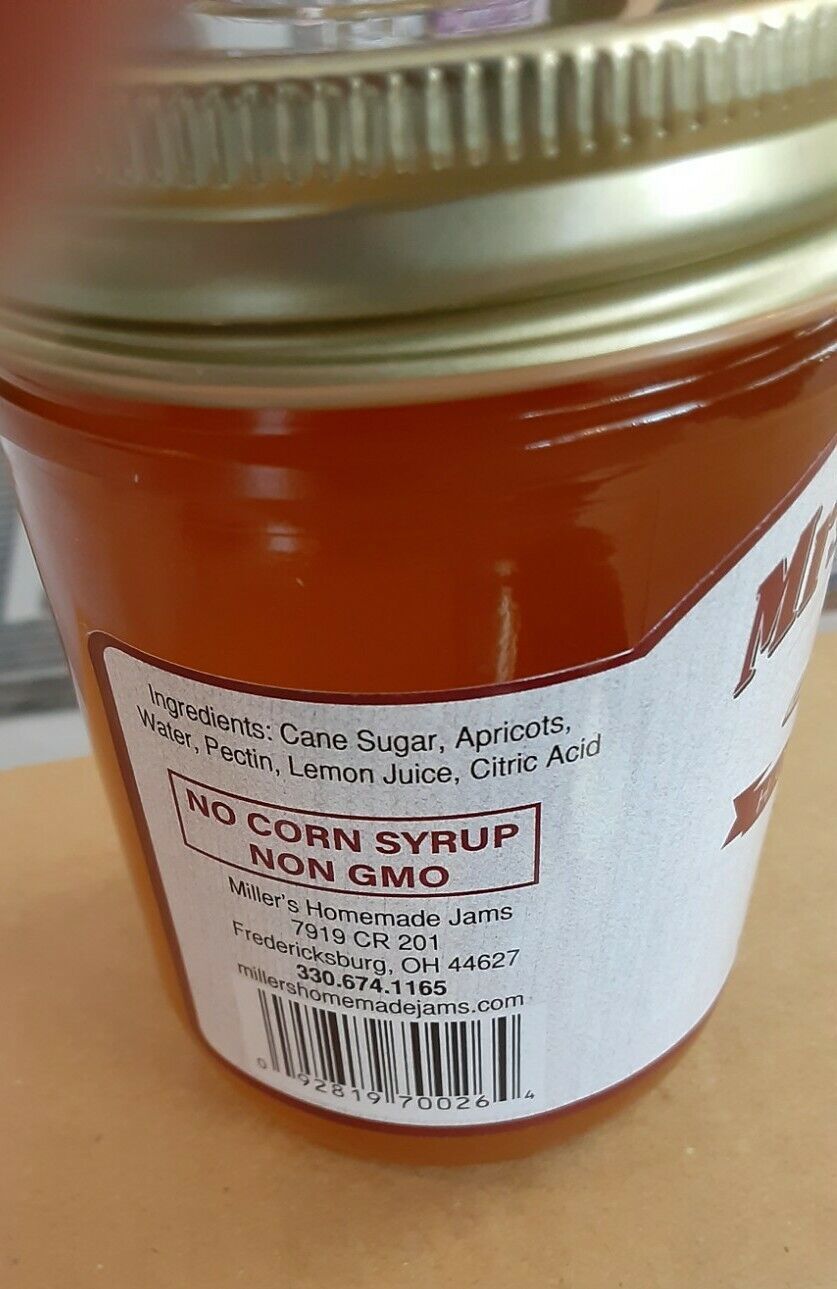 Ingredients: Cane Sugar, Apricots,
Water, Pectin, Lemon Juice, Citric Acid
NO CORN SYRUP
NON GMO
Miller's Homemade Jams
7919 CR 201
Fredericksburg, OH 44627
330.674.1165
millershomemadejams.com
0 92819 70026 4